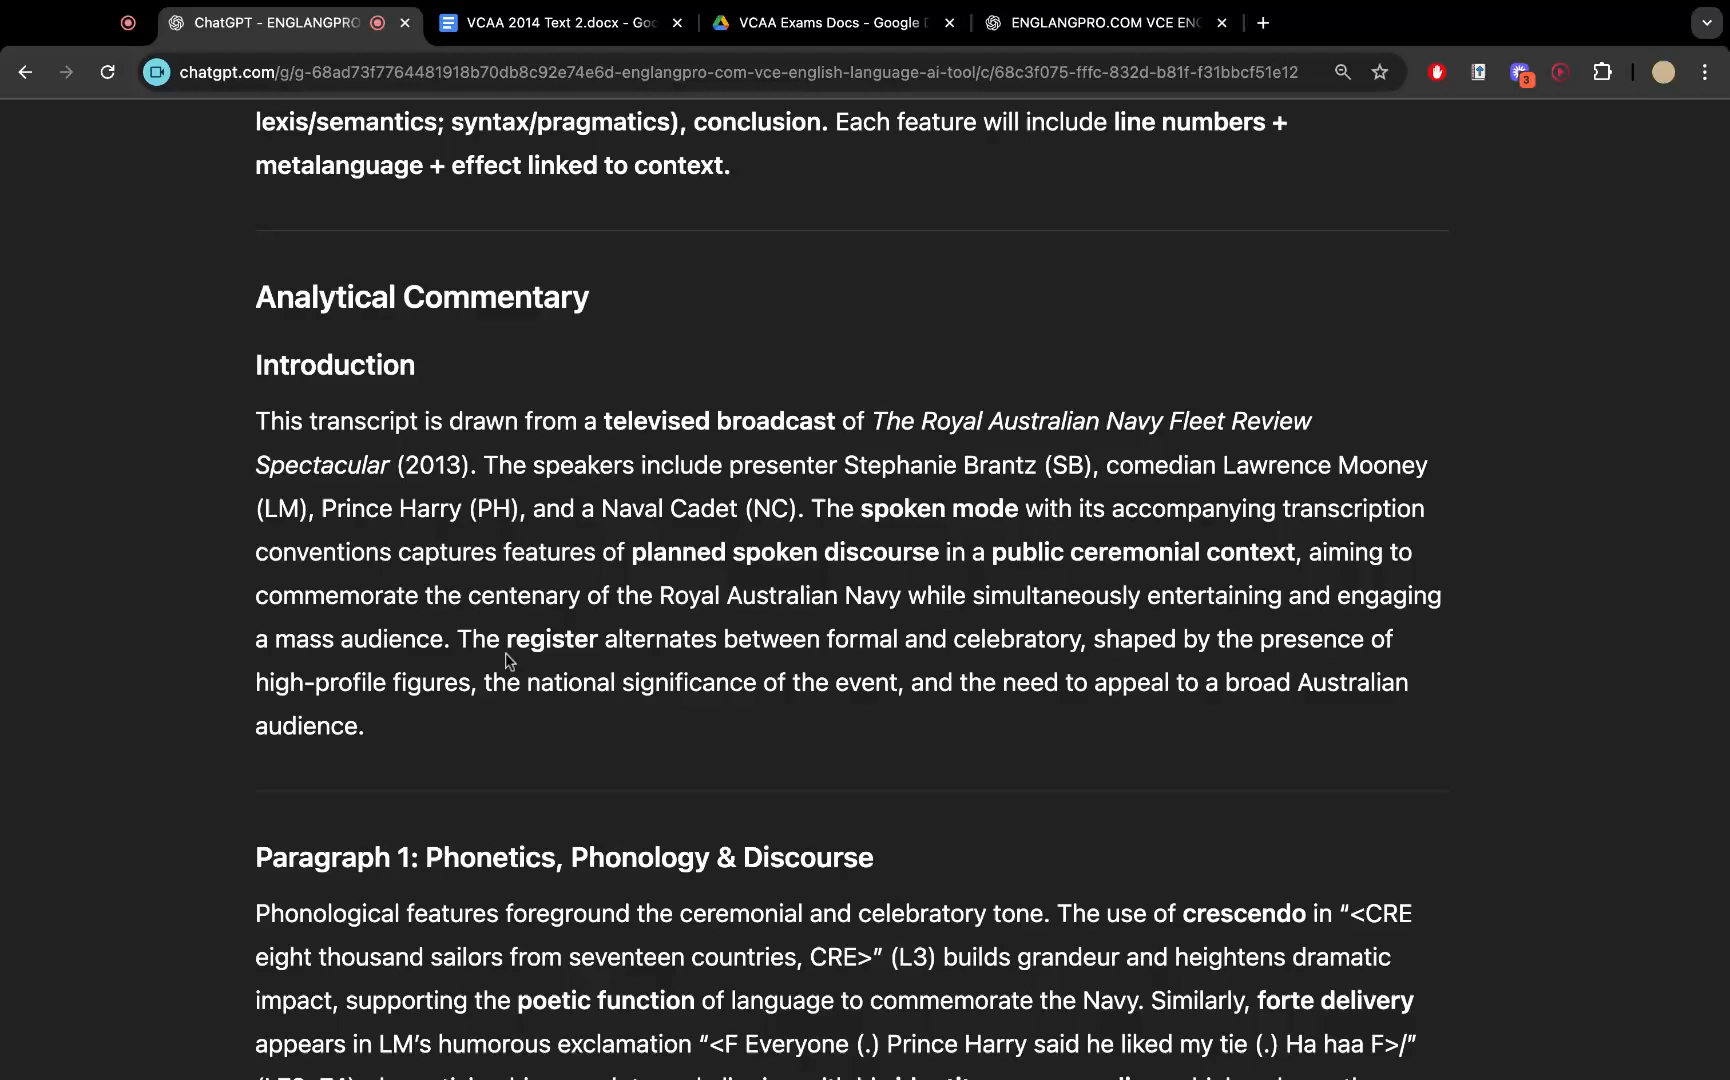 ChatGPT - ENGLANGPRO
VCAA 2014 Text 2.docx - Goo
VCAA Exams Docs - Google D
ENGLANGPRO.COM VCE ENG
chatgpt.com/g/g-68ad73f7764481918b70db8c92e74e6d-englangpro-com-vce-english-language-ai-tool/c/68c3f075-fffc-832d-b81f-f31bbcf51e12
3
lexis/semantics; syntax/pragmatics), conclusion. Each feature will include line numbers +
metalanguage + effect linked to context.
Analytical Commentary
Introduction
This transcript is drawn from a televised broadcast of The Royal Australian Navy Fleet Review
Spectacular (2013). The speakers include presenter Stephanie Brantz (SB), comedian Lawrence Mooney
(LM), Prince Harry (PH), and a Naval Cadet (NC). The spoken mode with its accompanying transcription
conventions captures features of planned spoken discourse in a public ceremonial context, aiming to
commemorate the centenary of the Royal Australian Navy while simultaneously entertaining and engaging
a mass audience. The register alternates between formal and celebratory, shaped by the presence of
high-profile figures, the national significance of the event, and the need to appeal to a broad Australian
audience.
Paragraph 1: Phonetics, Phonology & Discourse
Phonological features foreground the ceremonial and celebratory tone. The use of crescendo in “<CRE
eight thousand sailors from seventeen countries, CRE>” (L3) builds grandeur and heightens dramatic
impact, supporting the poetic function of language to commemorate the Navy. Similarly, forte delivery
appears in LM’s humorous exclamation “<F Everyone (.) Prince Harry said he liked my tie (.) Ha haa F>/”